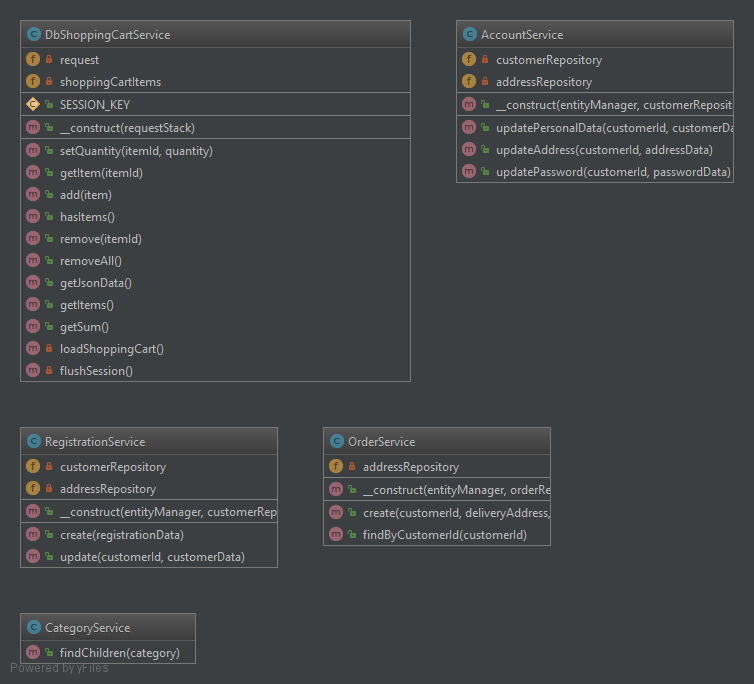 DbShoppingCartService
request
shoppingCartItems
SESSION_KEY
__construct(requestStack)
setQuantity(itemId, quantity)
getItem(itemId)
add(item)
hasItems()
remove(itemId)
removeAll()
getJsonData()
getItems()
getSum()
loadShoppingCart()
flushSession()
AccountService
customerRepository
addressRepository
__construct(entityManager, customerReposit
updatePersonalData(customerId, customerDa
updateAddress(customerId, addressData)
updatePassword(customerId, passwordData)
RegistrationService
customerRepository
addressRepository
__construct(entityManager, customerRep
create(registrationData)
update(customerId, customerData)
OrderService
addressRepository
__construct(entityManager, orderRe
create(customerId, deliveryAddress,
findByCustomerId(customerId)
CategoryService
findChildren(category)
Powered by yFiles